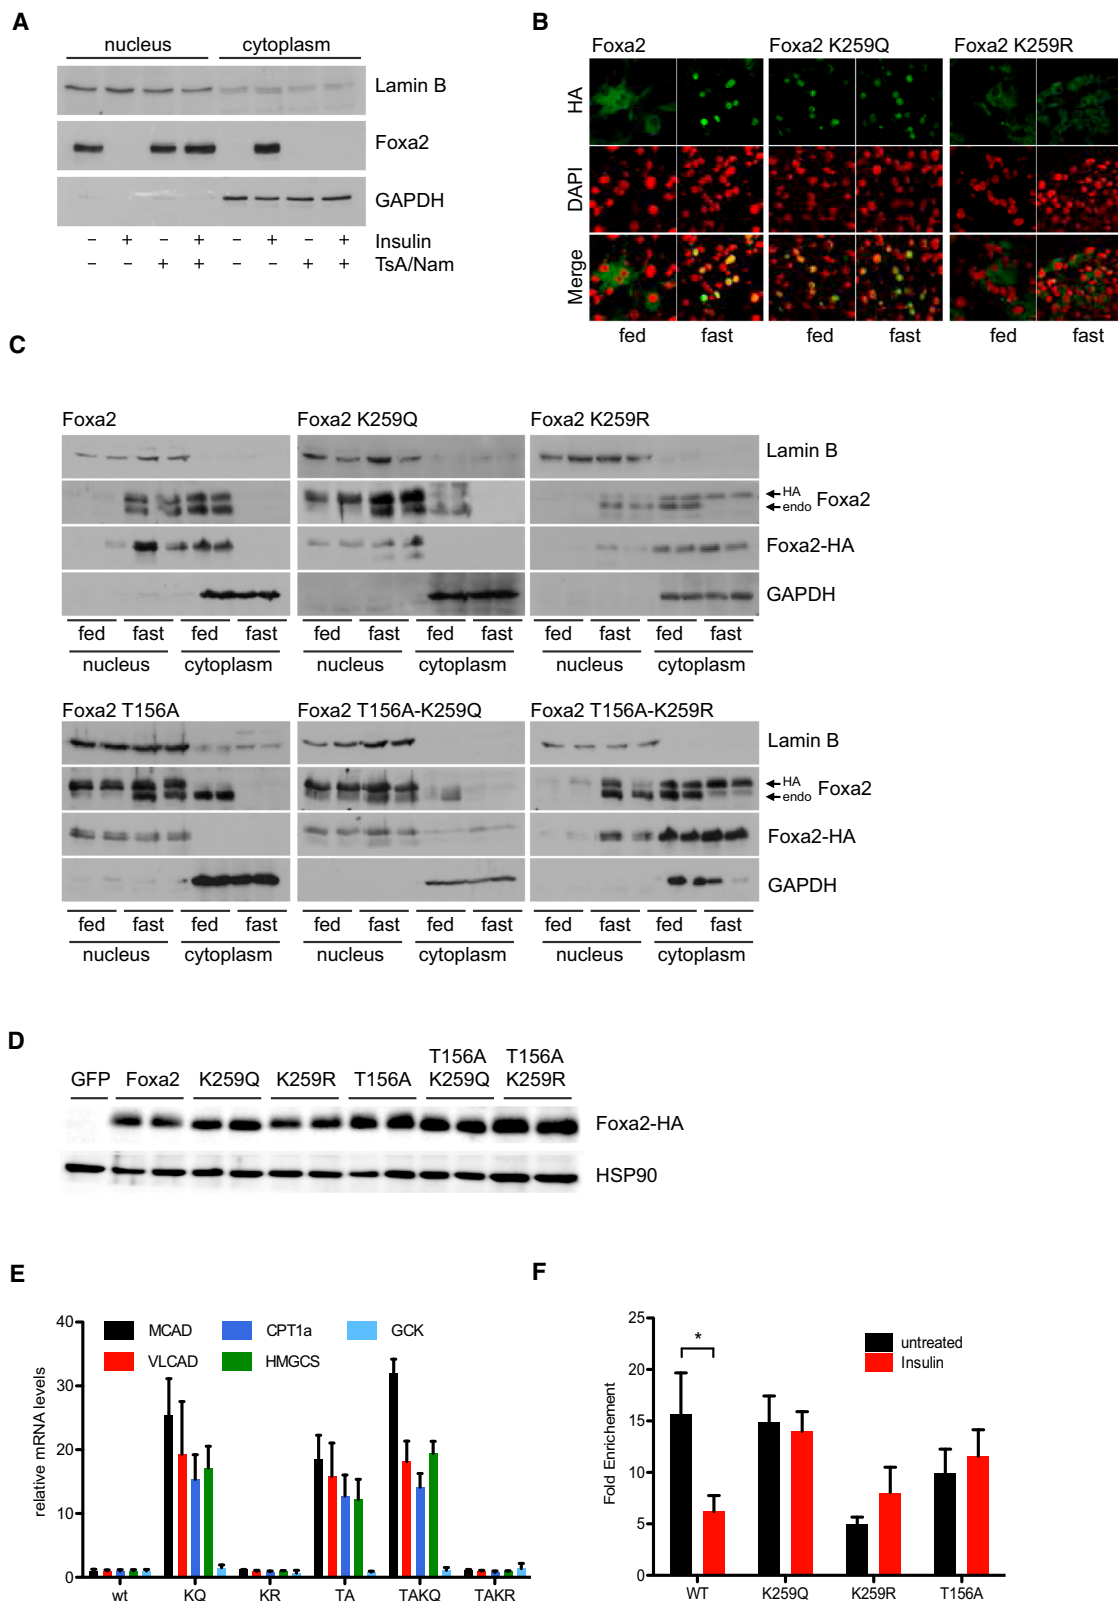 A
nucleus cytoplasm
Lamin B
Foxa2
GAPDH
− + − + − + − + Insulin
− − + + − − + + TsA/Nam
B
Foxa2 Foxa2 K259Q Foxa2 K259R
HA
DAPI
Merge
fed fast fed fast fed fast
C
Foxa2 Foxa2 K259Q Foxa2 K259R
Lamin B
HA
endo Foxa2
Foxa2-HA
GAPDH
fed fast fed fast fed fast fed fast fed fast fed fast
nucleus cytoplasm nucleus cytoplasm nucleus cytoplasm
Foxa2 T156A Foxa2 T156A-K259Q Foxa2 T156A-K259R
Lamin B
HA
endo Foxa2
Foxa2-HA
GAPDH
fed fast fed fast fed fast fed fast fed fast fed fast
nucleus cytoplasm nucleus cytoplasm nucleus cytoplasm
D
T156A T156A
GFP Foxa2 K259Q K259R T156A K259Q K259R
Foxa2-HA
HSP90
E
relative mRNA levels
40
30
20
10
0
MCAD CPT1a GCK
VLCAD HMGCS
wt KQ KR TA TAKQ TAKR
F
Fold Enrichement
25
20
15
10
5
0
*
untreated
Insulin
WT K259Q K259R T156A